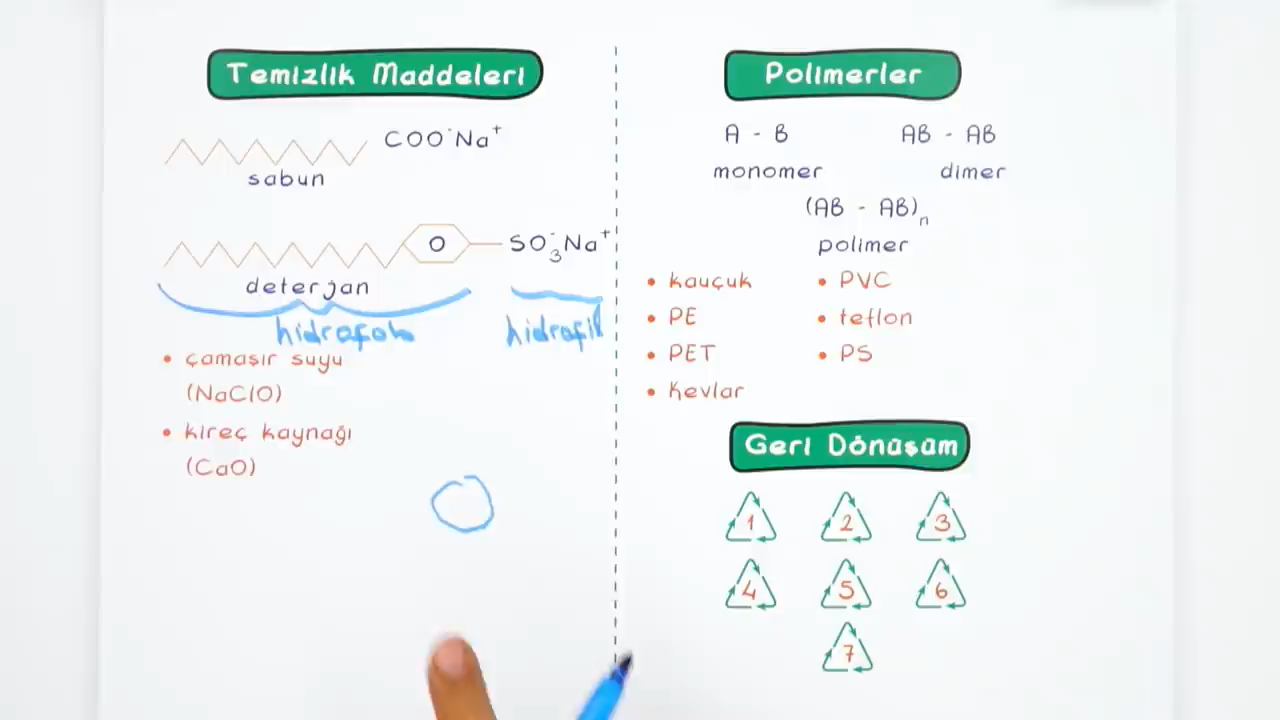 Temizlik Maddeleri
COO⁻Na⁺
sabun
O SO₃⁻Na⁺
deterjan
hidrofob hidrofil
• çamaşır suyu
(NaClO)
• kireç kaynağı
(CaO)
Polimerler
A - B AB - AB
monomer dimer
(AB - AB)n
polimer
• kauçuk • PVC
• PE • teflon
• PET • PS
• Kevlar
Geri Dönüşüm
1 2 3
4 5 6
7